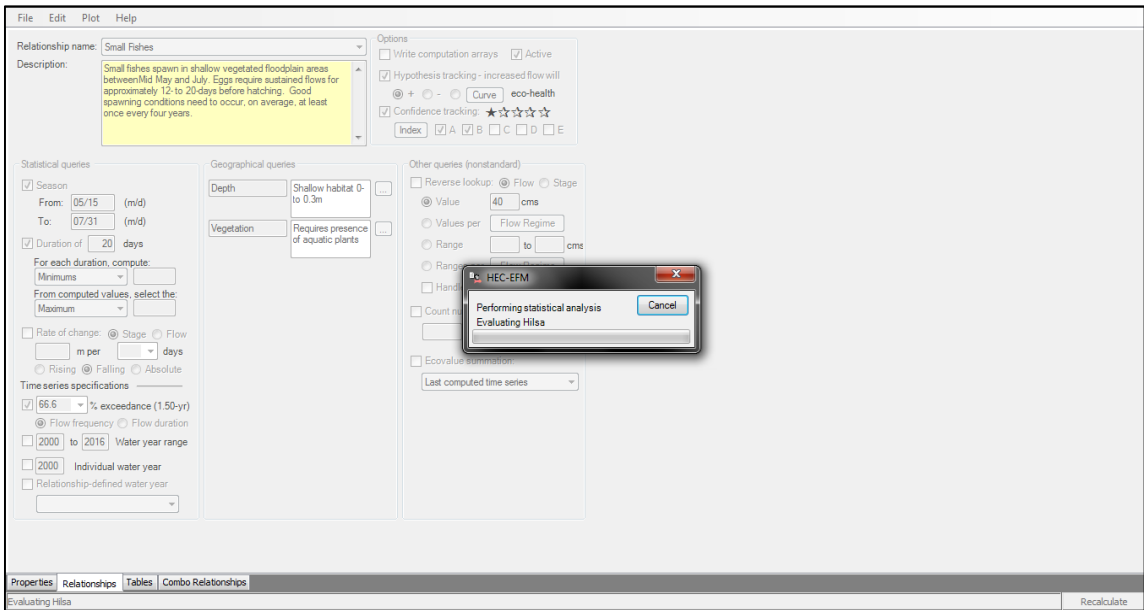 File Edit Plot Help
Relationship name: Small Fishes
Description:
Small fishes spawn in shallow vegetated floodplain areas
betweenMid May and July. Eggs require sustained flows for
approximately 12- to 20-days before hatching. Good
spawning conditions need to occur, on average, at least
once every four years.
Options
Write computation arrays Active
Hypothesis tracking - increased flow will
+ - Curve eco-health
Confidence tracking: ★☆☆☆☆
Index A B C D E
Statistical queries
Season
From: 05/15 (m/d)
To: 07/31 (m/d)
Duration of 20 days
For each duration, compute:
Minimums
From computed values, select the:
Maximum
Rate of change: Stage Flow
m per days
Rising Falling Absolute
Time series specifications
66.6 % exceedance (1.50-yr)
Flow frequency Flow duration
2000 to 2016 Water year range
2000 Individual water year
Relationship-defined water year
Geographical queries
Depth
Shallow habitat 0-
to 0.3m
...
Vegetation
Requires presence
of aquatic plants
...
Other queries (nonstandard)
Reverse lookup: Flow Stage
Value 40 cms
Values per Flow Regime
Range to cms
Count nu
Ecovalue summation:
Last computed time series
HEC-EFM
Performing statistical analysis
Evaluating Hilsa
Cancel
Properties Relationships Tables Combo Relationships
Evaluating Hilsa
Recalculate